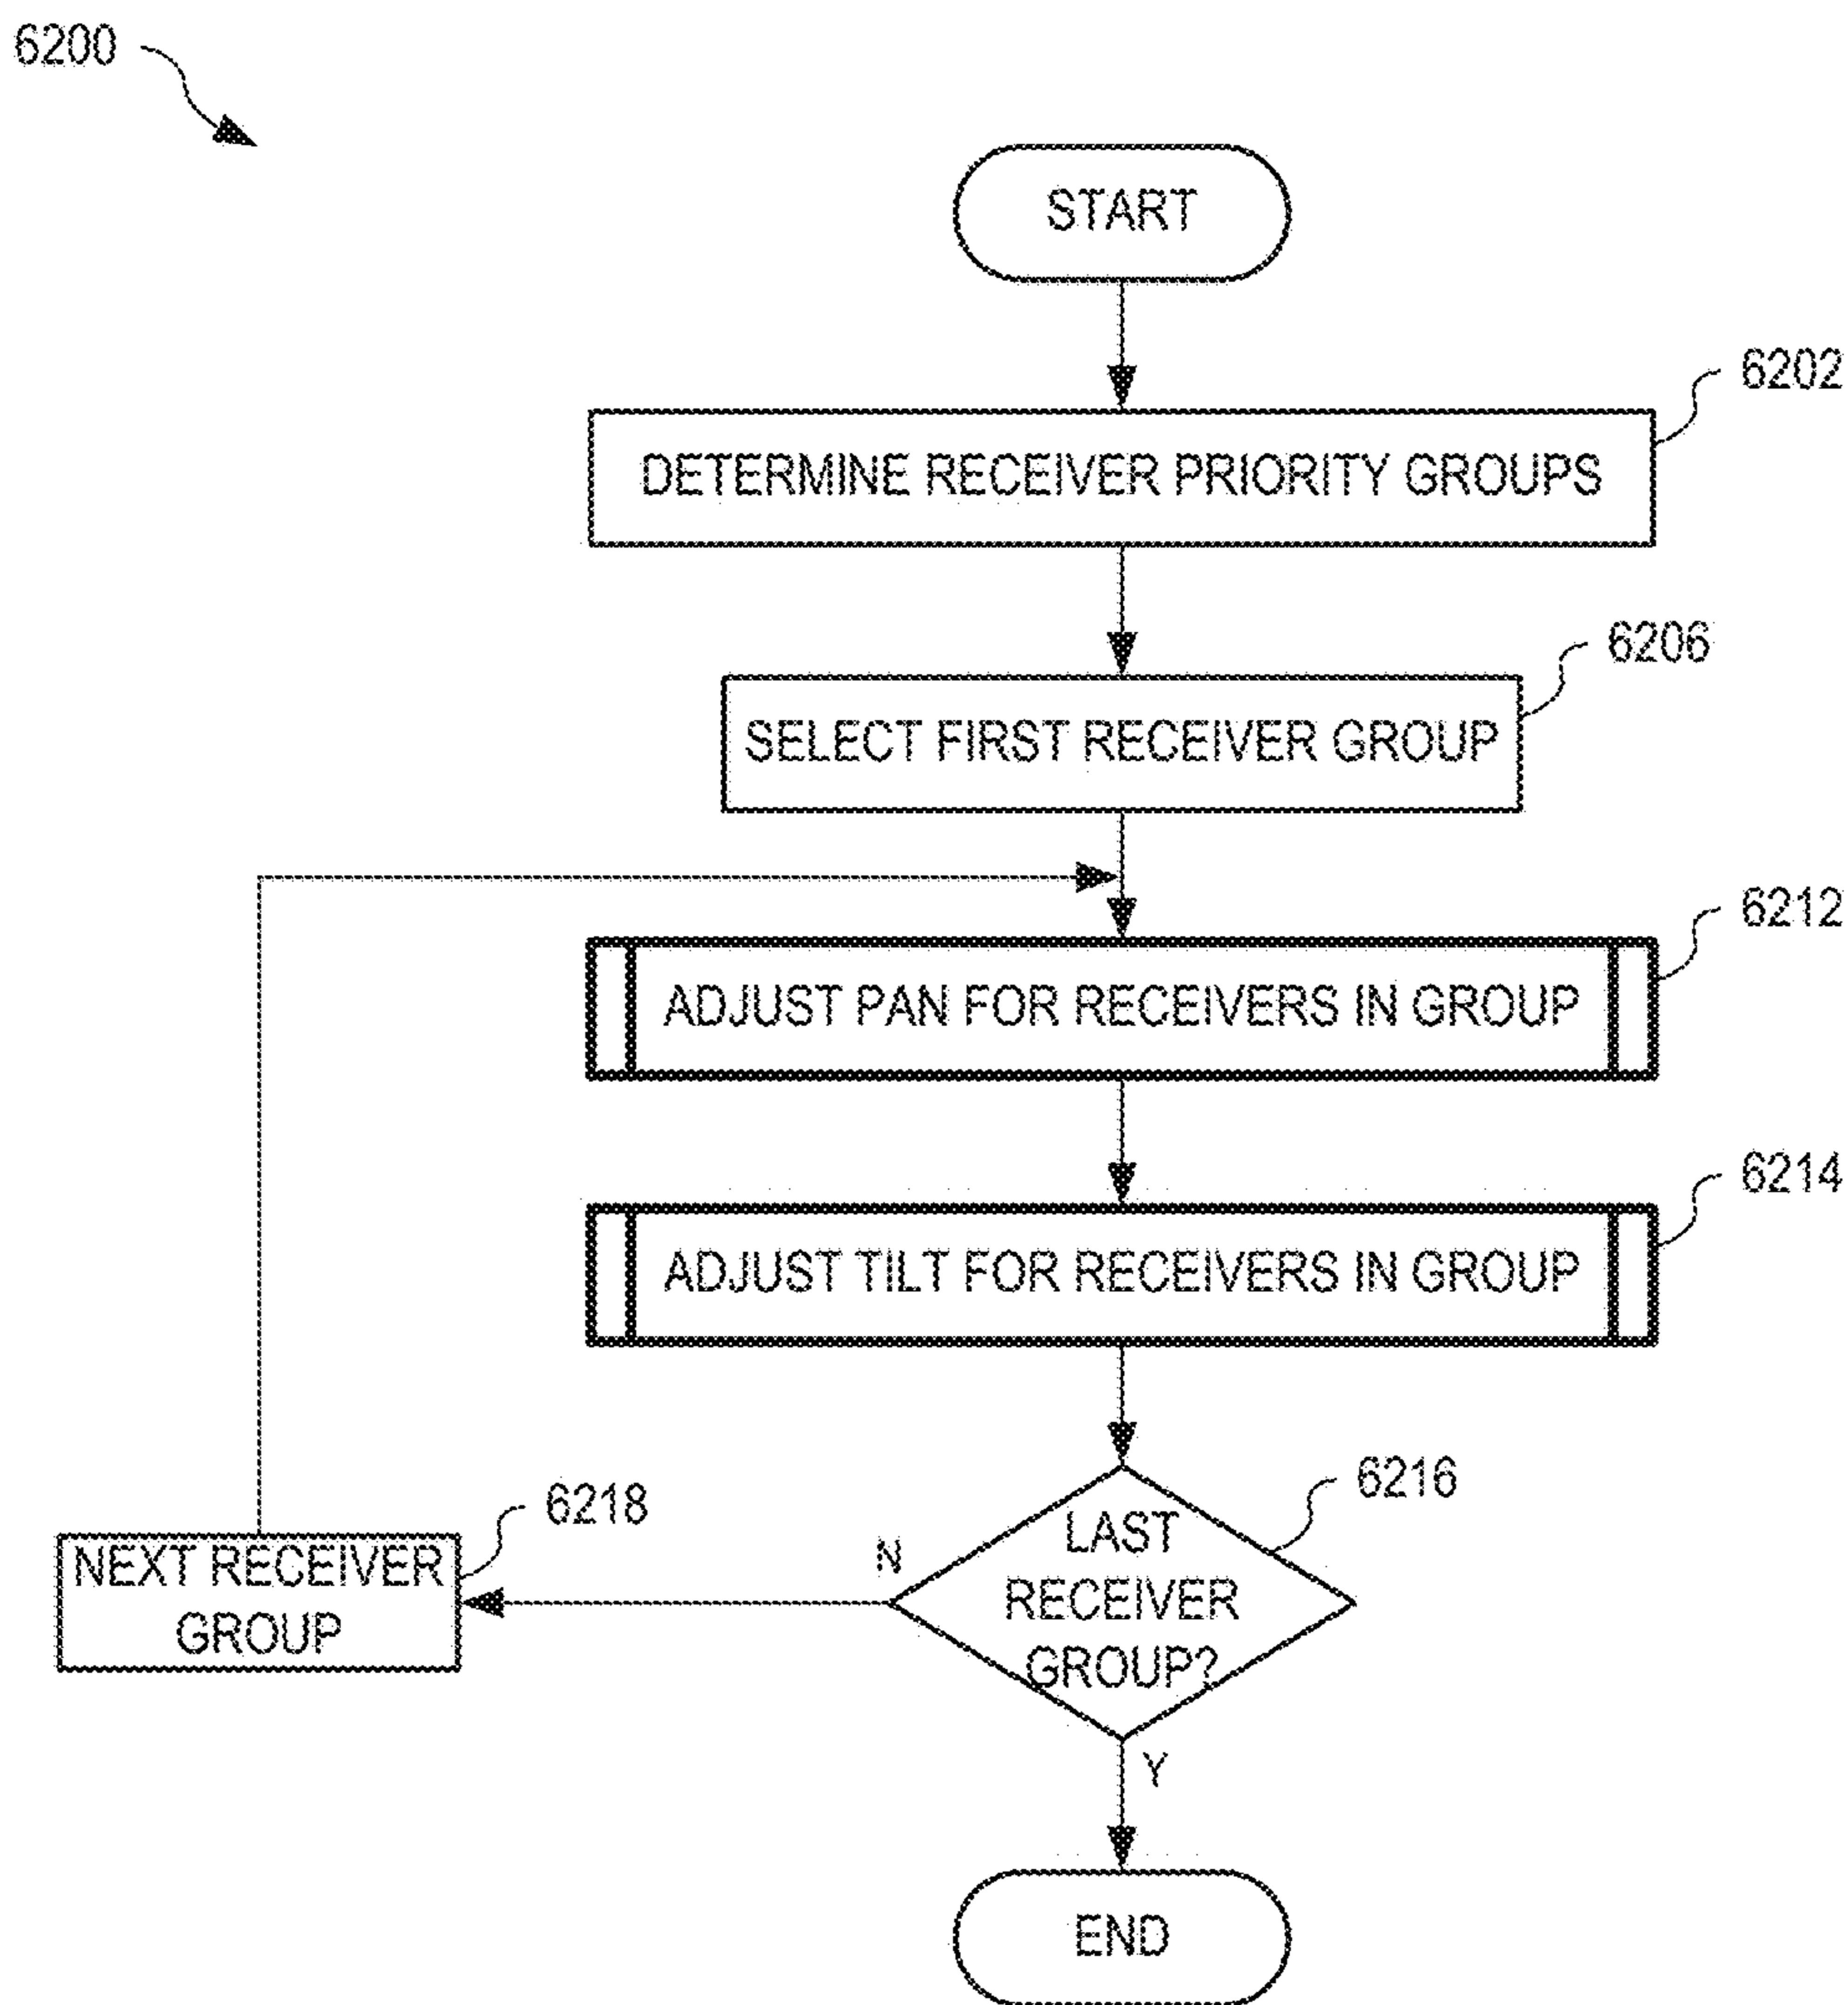 6200
START
6202
DETERMINE RECEIVER PRIORITY GROUPS
6206
SELECT FIRST RECEIVER GROUP
6212
ADJUST PAN FOR RECEIVERS IN GROUP
6214
ADJUST TILT FOR RECEIVERS IN GROUP
6216
LAST
RECEIVER
GROUP?
N
6218
NEXT RECEIVER
GROUP
Y
END